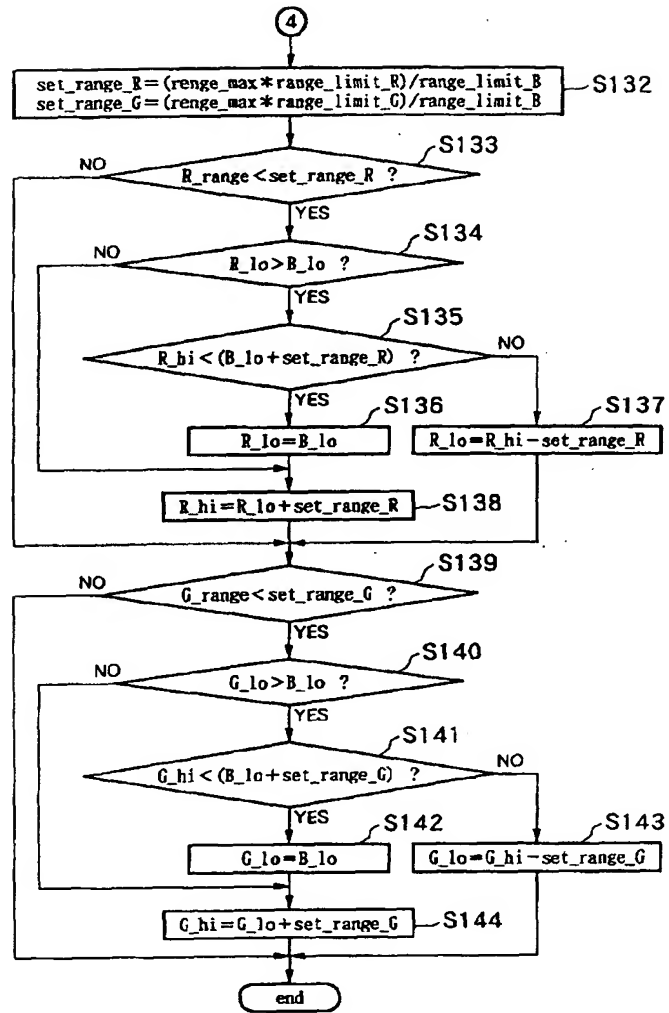 4
set_range_R=(renge_max*range_limit_R)/range_limit_B
set_range_G=(renge_max*range_limit_G)/range_limit_B
S132
S133
NO
R_range<set_range_R ?
YES
S134
NO
R_lo>B_lo ?
YES
S135
NO
R_hi<(B_lo+set_range_R) ?
YES
S136
S137
R_lo=B_lo
R_lo=R_hi-set_range_R
R_hi=R_lo+set_range_R
S138
S139
NO
G_range<set_range_G ?
YES
S140
NO
G_lo>B_lo ?
YES
S141
NO
G_hi<(B_lo+set_range_G) ?
YES
S142
S143
G_lo=B_lo
G_lo=G_hi-set_range_G
G_hi=G_lo+set_range_G
S144
end